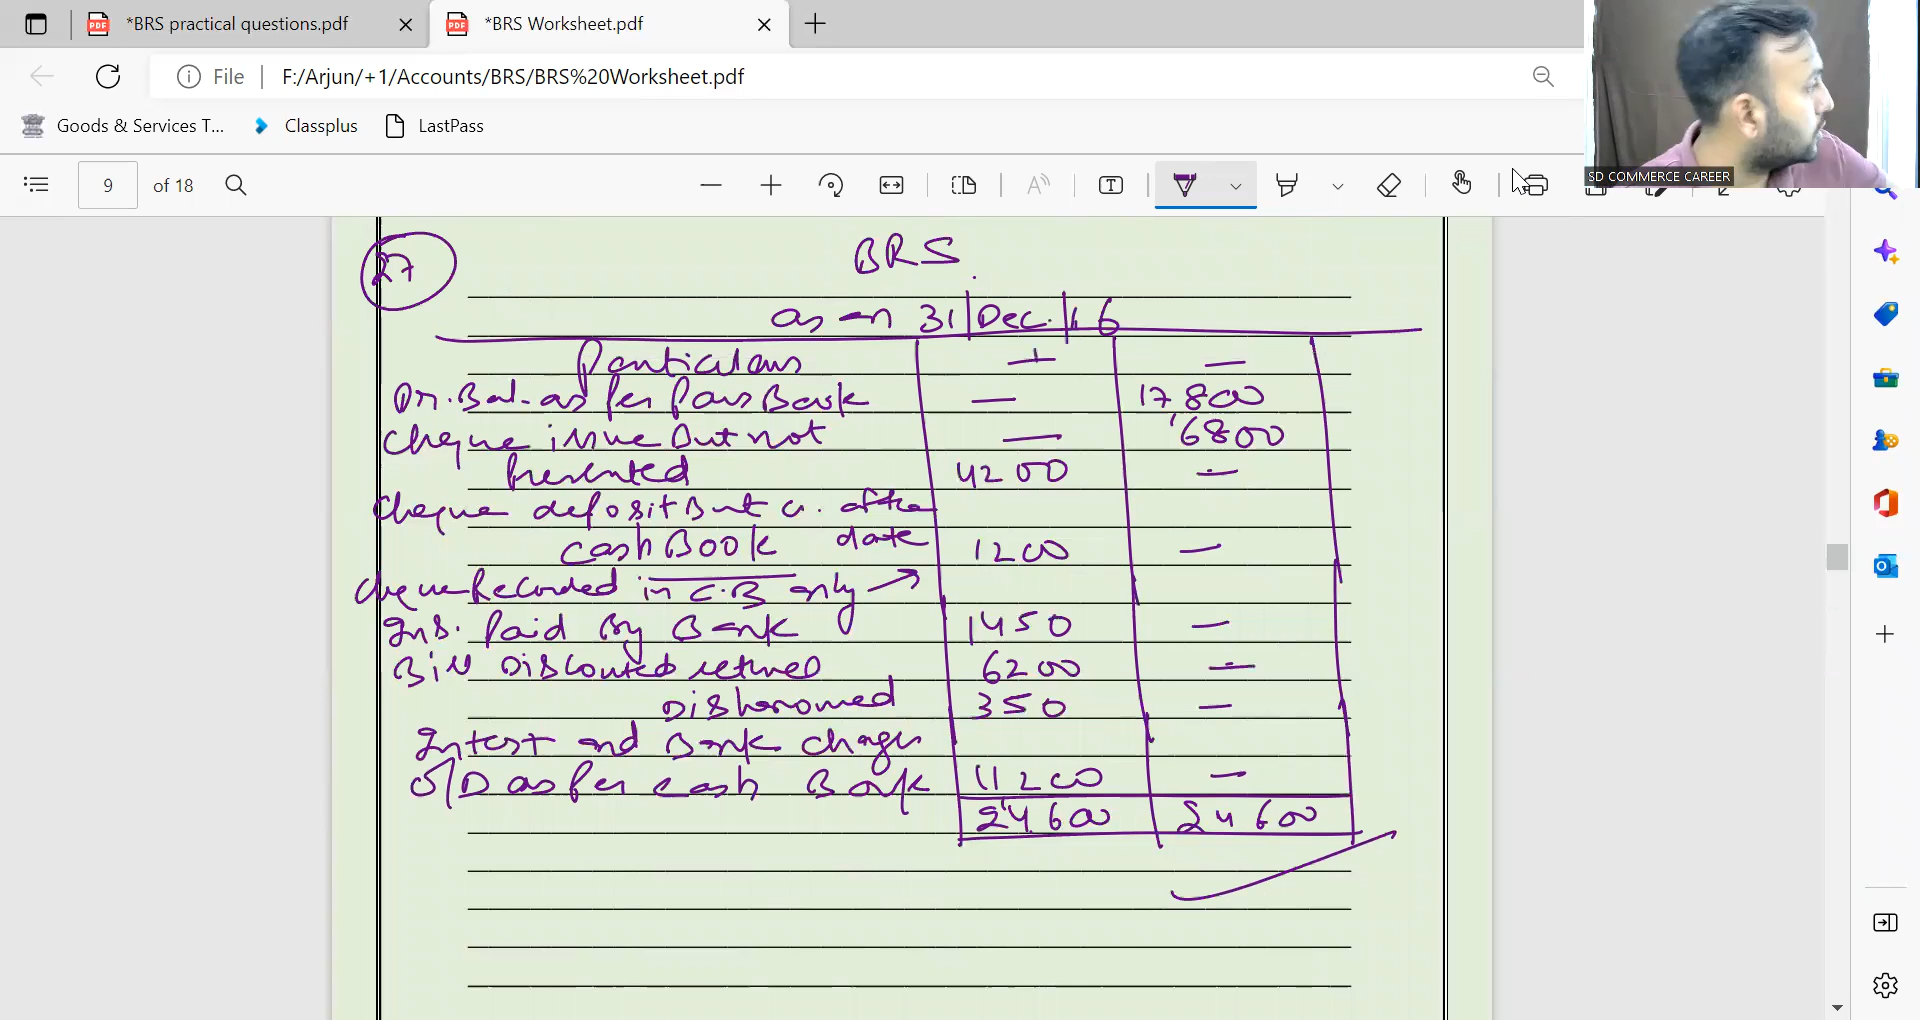 *BRS practical questions.pdf
*BRS Worksheet.pdf
File
F:/Arjun/+1/Accounts/BRS/BRS%20Worksheet.pdf
Goods & Services T...
Classplus
LastPass
9 of 18
SD COMMERCE CAREER
27
BRS
as on 31/Dec./16
Particulars + —
Dr. Bal. as per Pass Book — 17800
Cheque issue but not — 6800
presented 4200 —
Cheque deposit but cr. after
Cash Book date 1200 —
Cheque Recorded in C.B only
Ins. Paid By Bank 1450 —
Bill Discounted retired 6200 —
Dishonoured 350 —
Intest and Bank Charges
O/D as per cash Book 11200 —
24600 24600